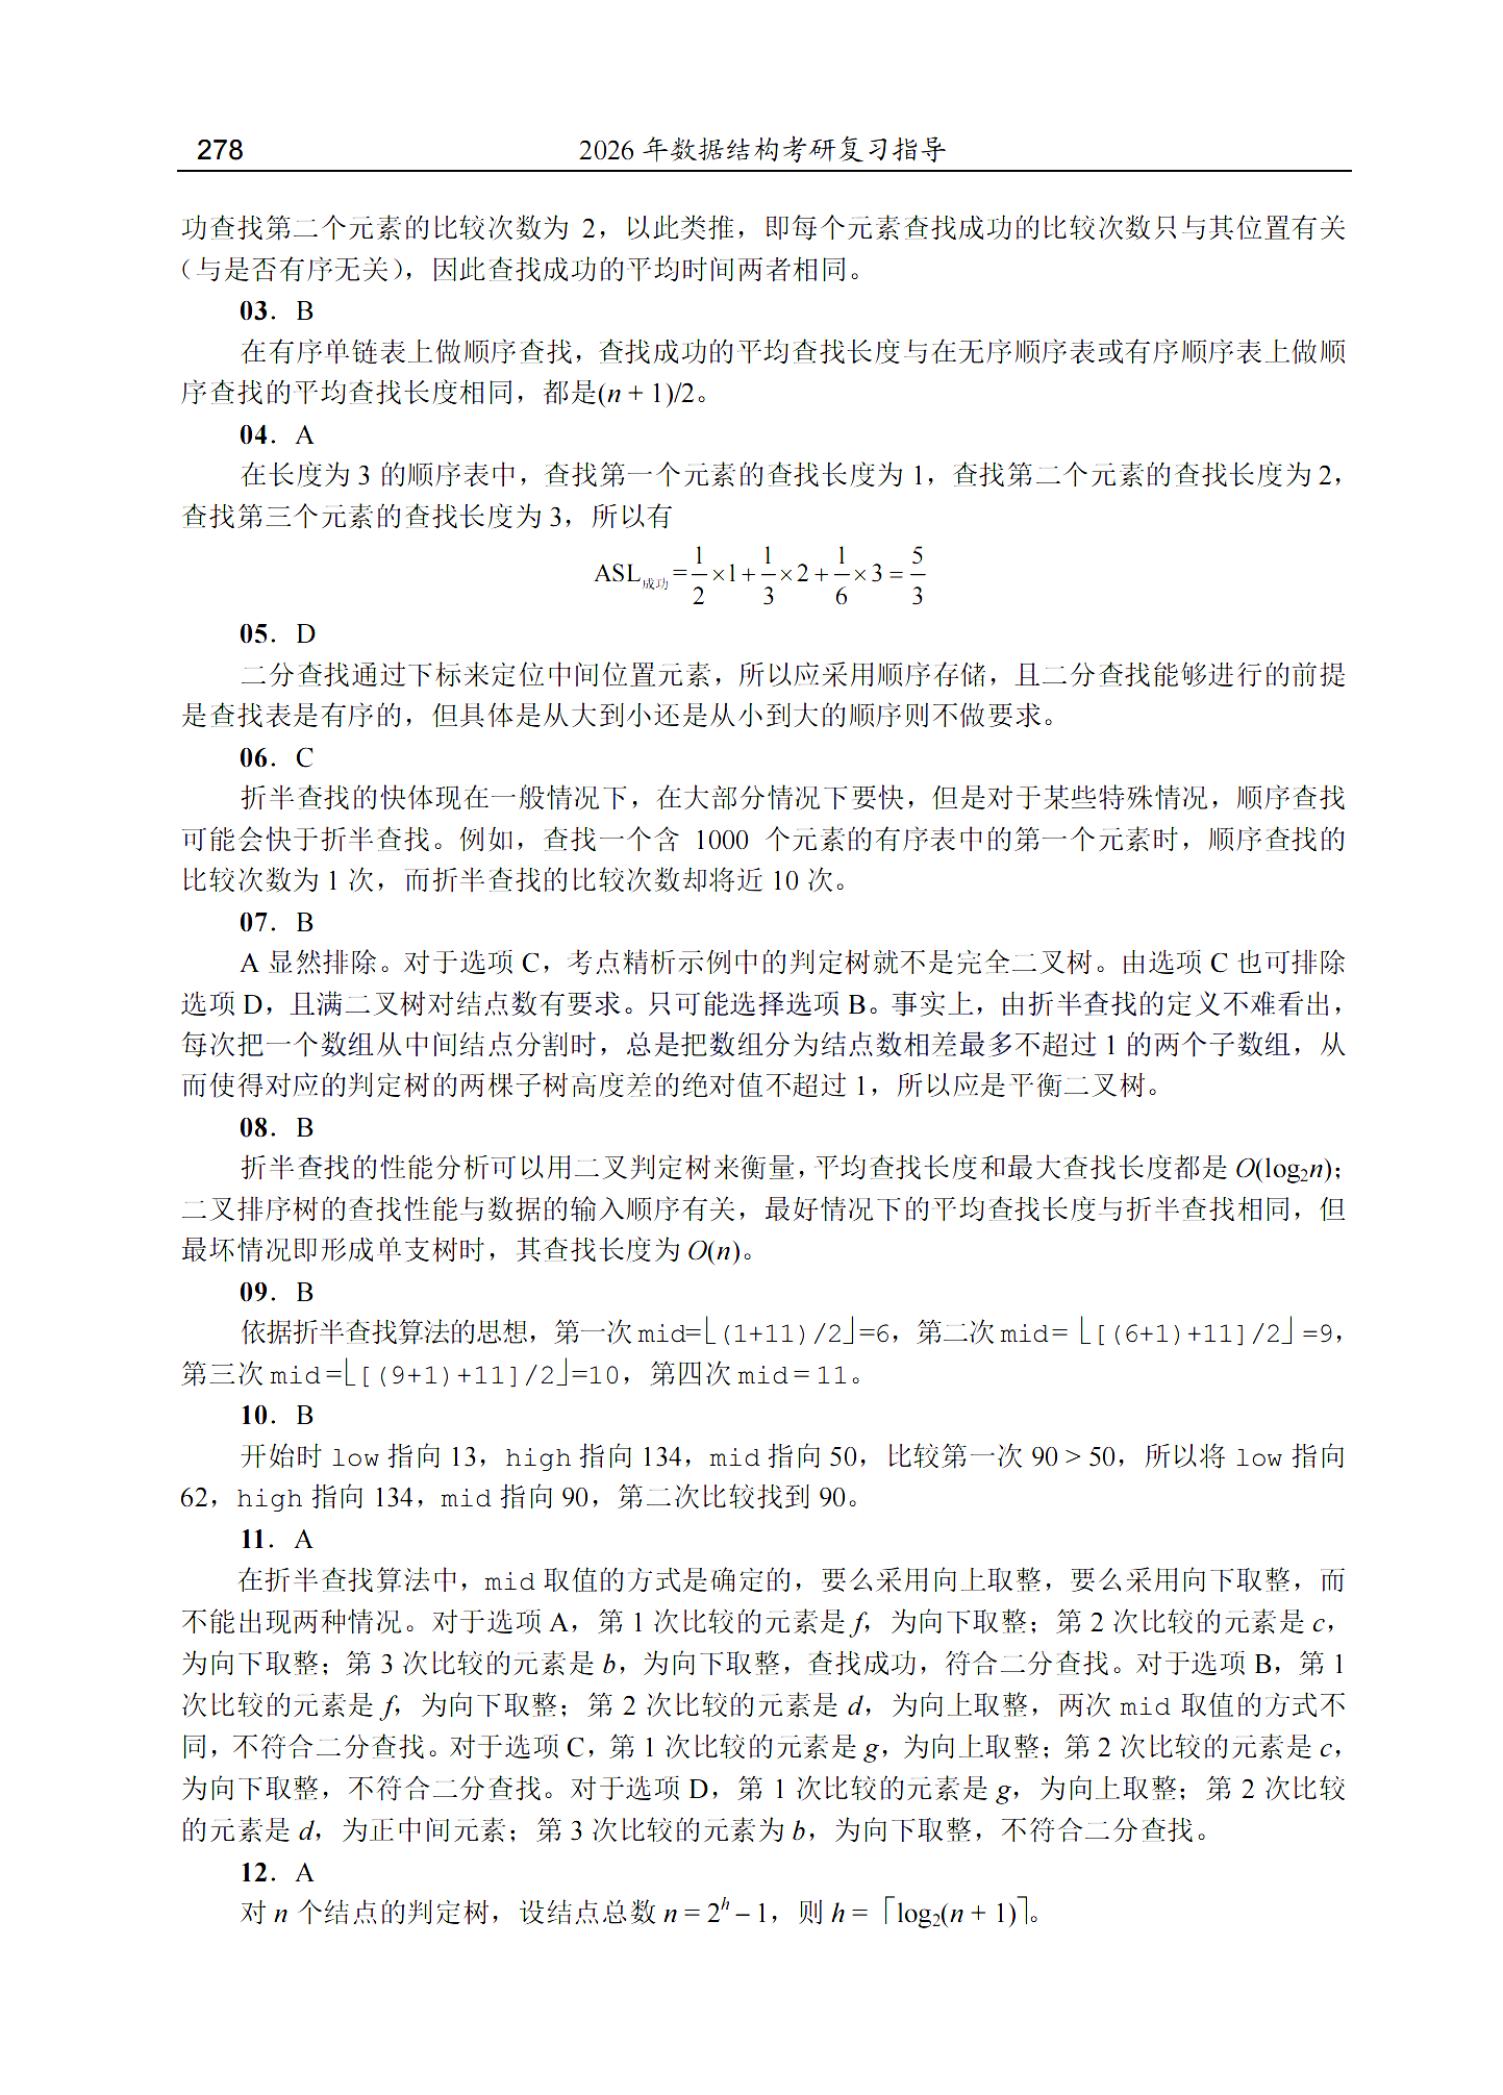 278 2026 年数据结构考研复习指导
功查找第二个元素的比较次数为 2，以此类推，即每个元素查找成功的比较次数只与其位置有关
（与是否有序无关），因此查找成功的平均时间两者相同。
03．B
在有序单链表上做顺序查找，查找成功的平均查找长度与在无序顺序表或有序顺序表上做顺
序查找的平均查找长度相同，都是(n + 1)/2。
04．A
在长度为 3 的顺序表中，查找第一个元素的查找长度为 1，查找第二个元素的查找长度为 2，
查找第三个元素的查找长度为 3，所以有
ASL成功 = 1/2 ×1 + 1/3 ×2 + 1/6 ×3 = 5/3
05．D
二分查找通过下标来定位中间位置元素，所以应采用顺序存储，且二分查找能够进行的前提
是查找表是有序的，但具体是从大到小还是从小到大的顺序则不做要求。
06．C
折半查找的快体现在一般情况下，在大部分情况下要快，但是对于某些特殊情况，顺序查找
可能会快于折半查找。例如，查找一个含 1000 个元素的有序表中的第一个元素时，顺序查找的
比较次数为 1 次，而折半查找的比较次数却将近 10 次。
07．B
A 显然排除。对于选项 C，考点精析示例中的判定树就不是完全二叉树。由选项 C 也可排除
选项 D，且满二叉树对结点数有要求。只可能选择选项 B。事实上，由折半查找的定义不难看出，
每次把一个数组从中间结点分割时，总是把数组分为结点数相差最多不超过 1 的两个子数组，从
而使得对应的判定树的两棵子树高度差的绝对值不超过 1，所以应是平衡二叉树。
08．B
折半查找的性能分析可以用二叉判定树来衡量，平均查找长度和最大查找长度都是 O(log₂n)；
二叉排序树的查找性能与数据的输入顺序有关，最好情况下的平均查找长度与折半查找相同，但
最坏情况即形成单支树时，其查找长度为 O(n)。
09．B
依据折半查找算法的思想，第一次 mid=⌊(1+11)/2⌋=6，第二次 mid= ⌊[(6+1)+11]/2⌋=9，
第三次 mid=⌊[(9+1)+11]/2⌋=10，第四次 mid=11。
10．B
开始时 low 指向 13，high 指向 134，mid 指向 50，比较第一次 90 > 50，所以将 low 指向
62，high 指向 134，mid 指向 90，第二次比较找到 90。
11．A
在折半查找算法中，mid 取值的方式是确定的，要么采用向上取整，要么采用向下取整，而
不能出现两种情况。对于选项 A，第 1 次比较的元素是 f，为向下取整；第 2 次比较的元素是 c，
为向下取整；第 3 次比较的元素是 b，为向下取整，查找成功，符合二分查找。对于选项 B，第 1
次比较的元素是 f，为向下取整；第 2 次比较的元素是 d，为向上取整，两次 mid 取值的方式不
同，不符合二分查找。对于选项 C，第 1 次比较的元素是 g，为向上取整；第 2 次比较的元素是 c，
为向下取整，不符合二分查找。对于选项 D，第 1 次比较的元素是 g，为向上取整；第 2 次比较
的元素是 d，为正中间元素；第 3 次比较的元素为 b，为向下取整，不符合二分查找。
12．A
对 n 个结点的判定树，设结点总数 n = 2ʰ – 1，则 h = ⌈log₂(n + 1)⌉。